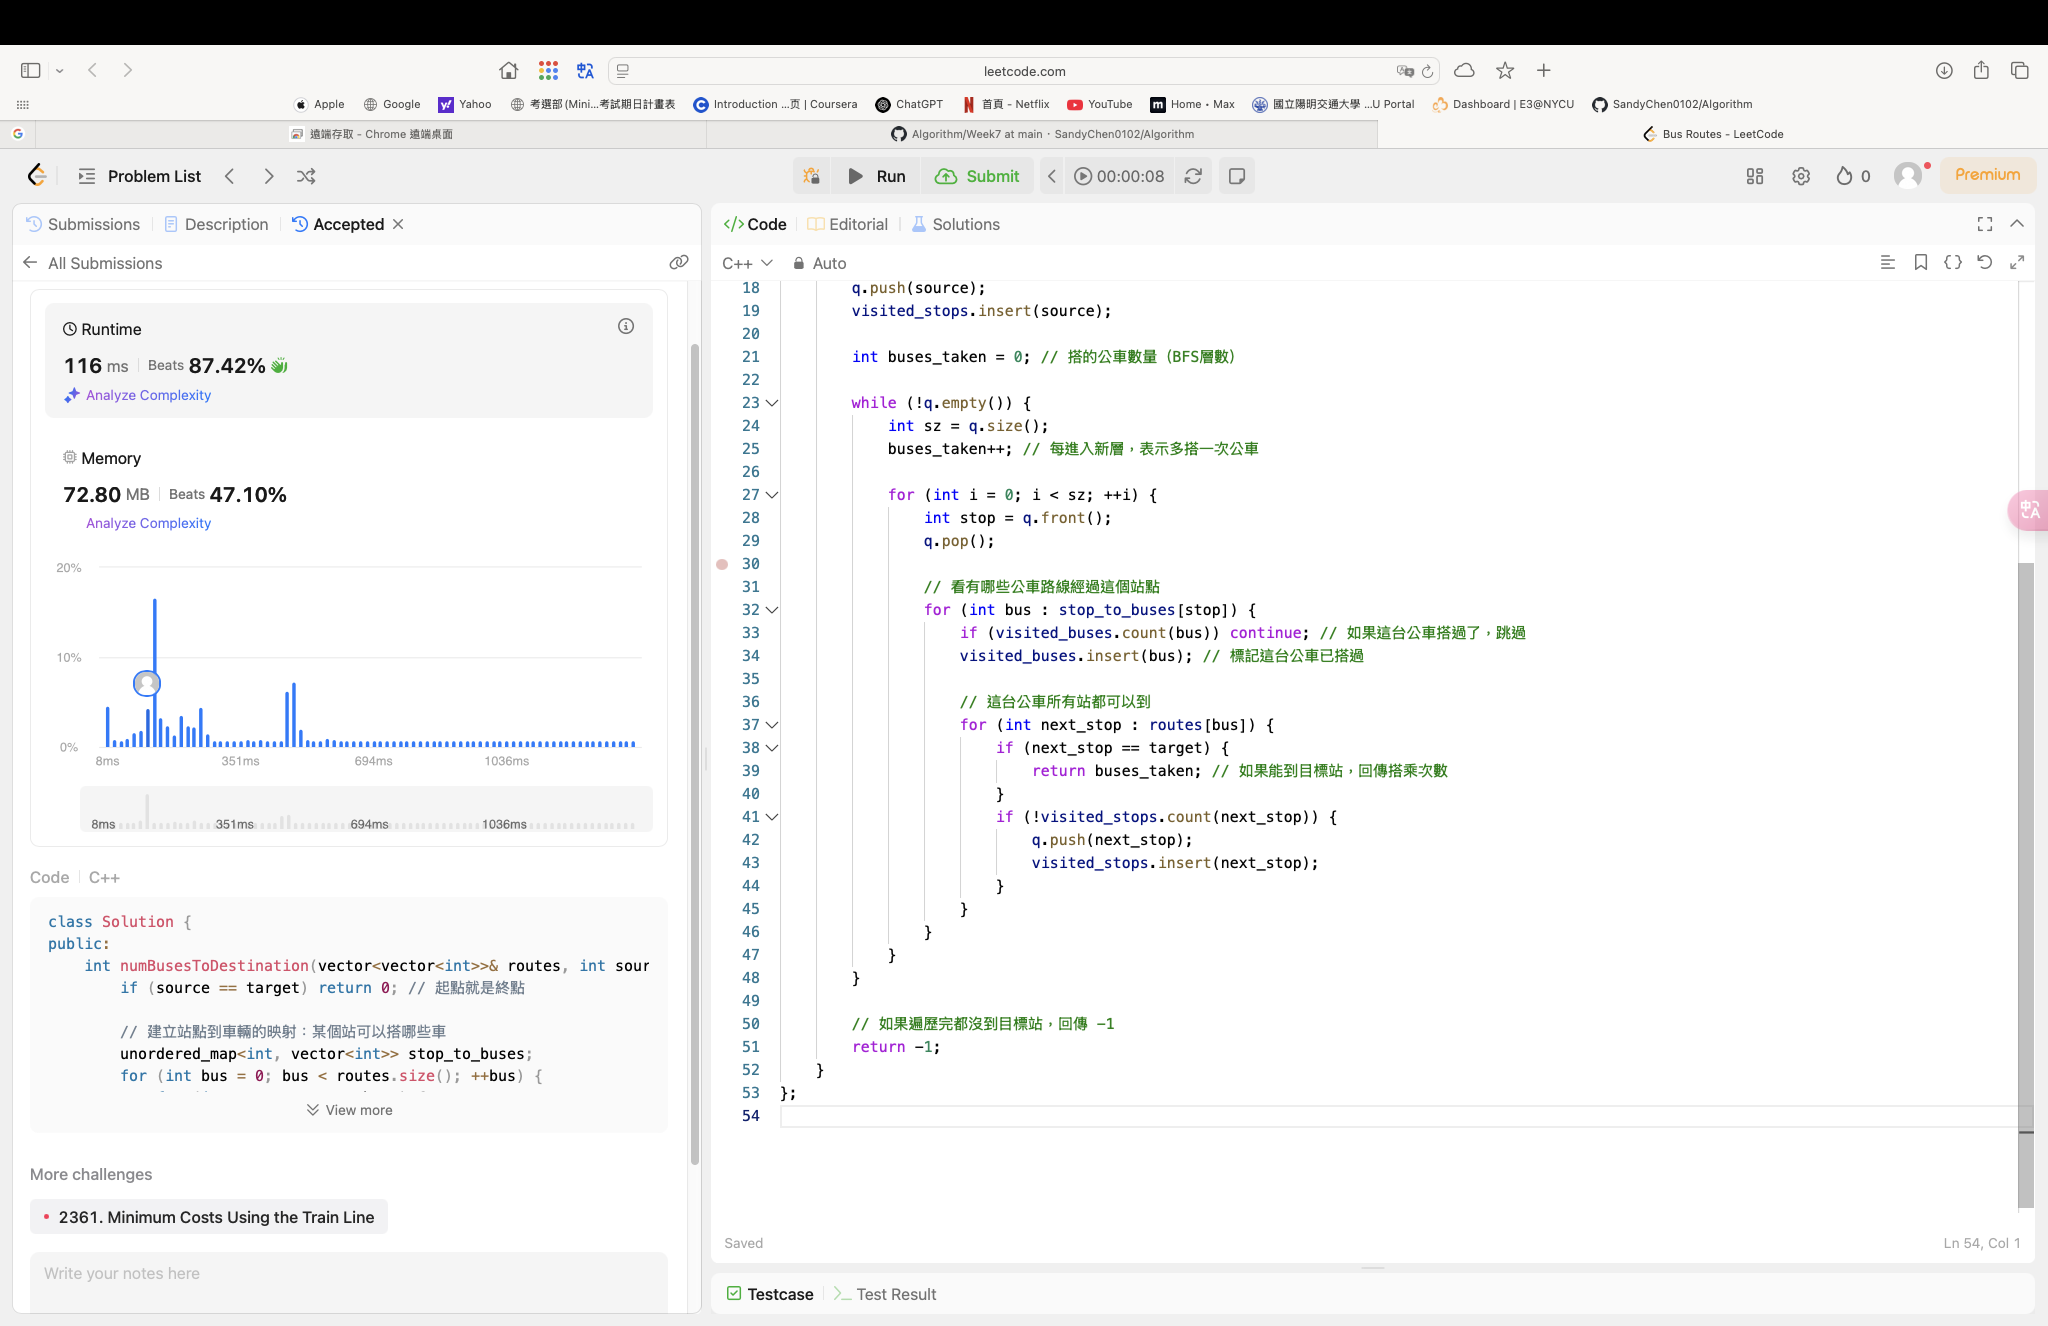 leetcode.com
Apple
Google
Yahoo
考選部 (Mini...考試期日計畫表
Introduction ...页 | Coursera
ChatGPT
首頁 - Netflix
YouTube
Home • Max
國立陽明交通大學 ...U Portal
Dashboard | E3@NYCU
SandyChen0102/Algorithm
遠端存取 - Chrome 遠端桌面
Algorithm/Week7 at main · SandyChen0102/Algorithm
Bus Routes - LeetCode
Problem List
Run
Submit
00:00:08
0
Premium
Submissions
Description
Accepted
All Submissions
Runtime
116 ms | Beats 87.42%
Analyze Complexity
Memory
72.80 MB | Beats 47.10%
Analyze Complexity
20%
10%
0%
8ms 351ms 694ms 1036ms
8ms 351ms 694ms 1036ms
Code | C++
class Solution {
public:
    int numBusesToDestination(vector<vector<int>>& routes, int sour
        if (source == target) return 0; // 起點就是終點
        // 建立站點到車輛的映射：某個站可以搭哪些車
        unordered_map<int, vector<int>> stop_to_buses;
        for (int bus = 0; bus < routes.size(); ++bus) {
View more
More challenges
2361. Minimum Costs Using the Train Line
Write your notes here
Code
Editorial
Solutions
C++
Auto
18 q.push(source);
19 visited_stops.insert(source);
20
21 int buses_taken = 0; // 搭的公車數量（BFS層數）
22
23 while (!q.empty()) {
24 int sz = q.size();
25 buses_taken++; // 每進入新層，表示多搭一次公車
26
27 for (int i = 0; i < sz; ++i) {
28 int stop = q.front();
29 q.pop();
30
31 // 看有哪些公車路線經過這個站點
32 for (int bus : stop_to_buses[stop]) {
33 if (visited_buses.count(bus)) continue; // 如果這台公車搭過了，跳過
34 visited_buses.insert(bus); // 標記這台公車已搭過
35
36 // 這台公車所有站都可以到
37 for (int next_stop : routes[bus]) {
38 if (next_stop == target) {
39 return buses_taken; // 如果能到目標站，回傳搭乘次數
40 }
41 if (!visited_stops.count(next_stop)) {
42 q.push(next_stop);
43 visited_stops.insert(next_stop);
44 }
45 }
46 }
47 }
48 }
49
50 // 如果遍歷完都沒到目標站，回傳 -1
51 return -1;
52 }
53 };
54
Saved
Ln 54, Col 1
Testcase
Test Result